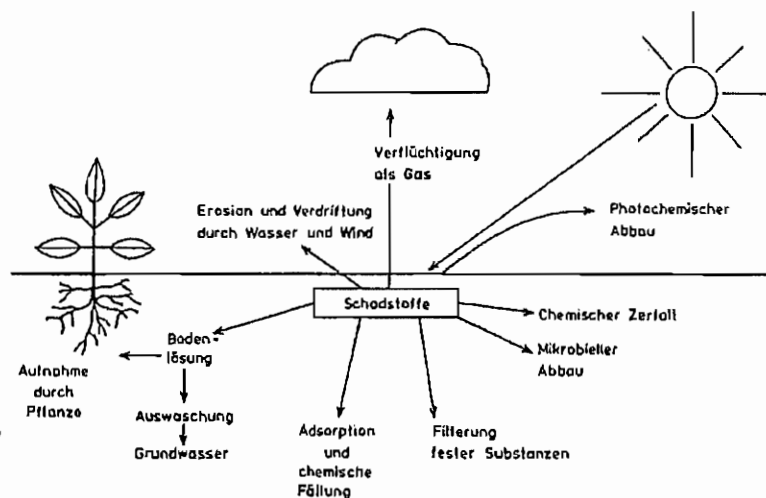 Verflüchtigung
als Gas
Erosion und Verdriftung
durch Wasser und Wind
Photochemischer
Abbau
Schadstoffe
Chemischer Zerfall
Mikrobieller
Abbau
Boden-
lösung
Aufnahme
durch
Pflanze
Auswaschung
Grundwasser
Adsorption
und
chemische
Fällung
Filterung
fester Substanzen